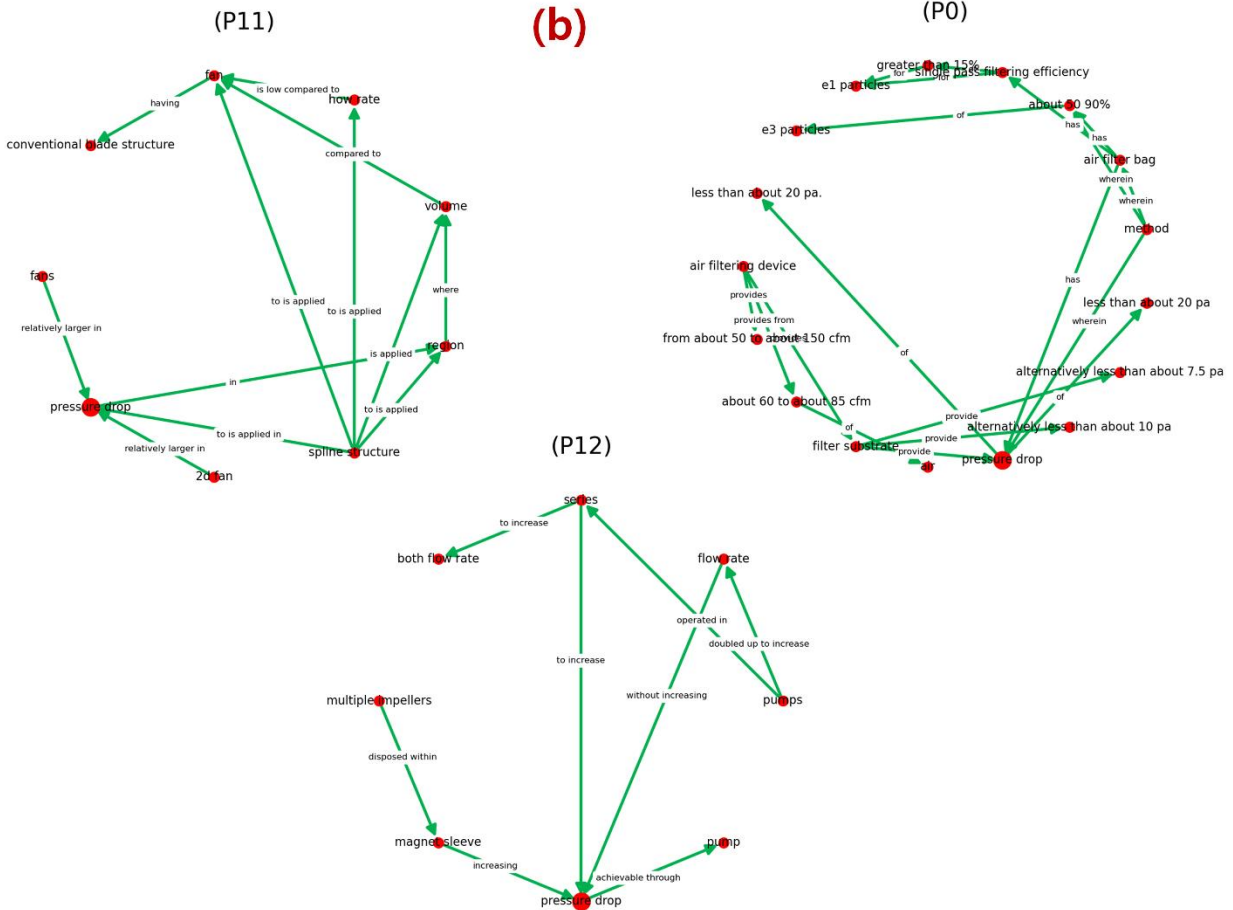 (P11)
(b)
(P0)
fan
is low compared to
how rate
having
conventional blade structure
compared to
volume
fans
where
to is applied
to is applied
relatively larger in
region
is applied
in
pressure drop
to is applied
to is applied in
relatively larger in
spline structure
2d fan
greater than 15%
for
single pass filtering efficiency
for
e1 particles
about 50 90%
of
has
e3 particles
has
air filter bag
wherein
less than about 20 pa.
wherein
method
air filtering device
has
provides
less than about 20 pa
provides from
wherein
from about 50 to about 150 cfm
of
alternatively less than about 7.5 pa
of
about 60 to about 85 cfm
provide
of
alternatively less than about 10 pa
provide
filter substrate
provide
pressure drop
air
(P12)
series
to increase
both flow rate
flow rate
operated in
doubled up to increase
to increase
without increasing
multiple impellers
pumps
disposed within
magnet sleeve
pump
increasing
achievable through
pressure drop